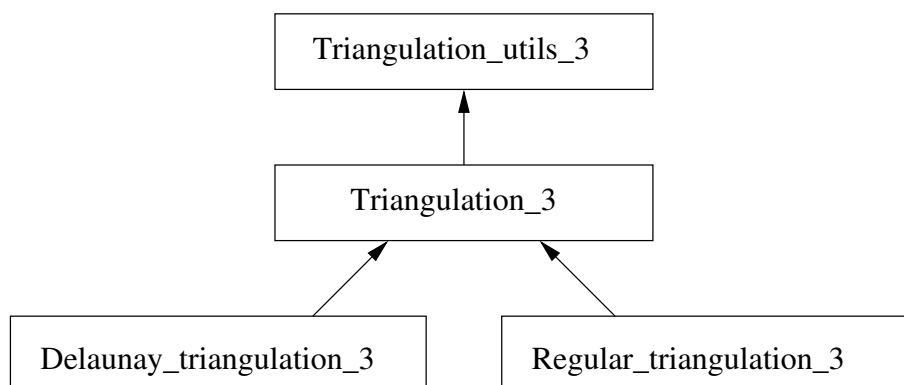 Triangulation_utils_3
Triangulation_3
Delaunay_triangulation_3
Regular_triangulation_3